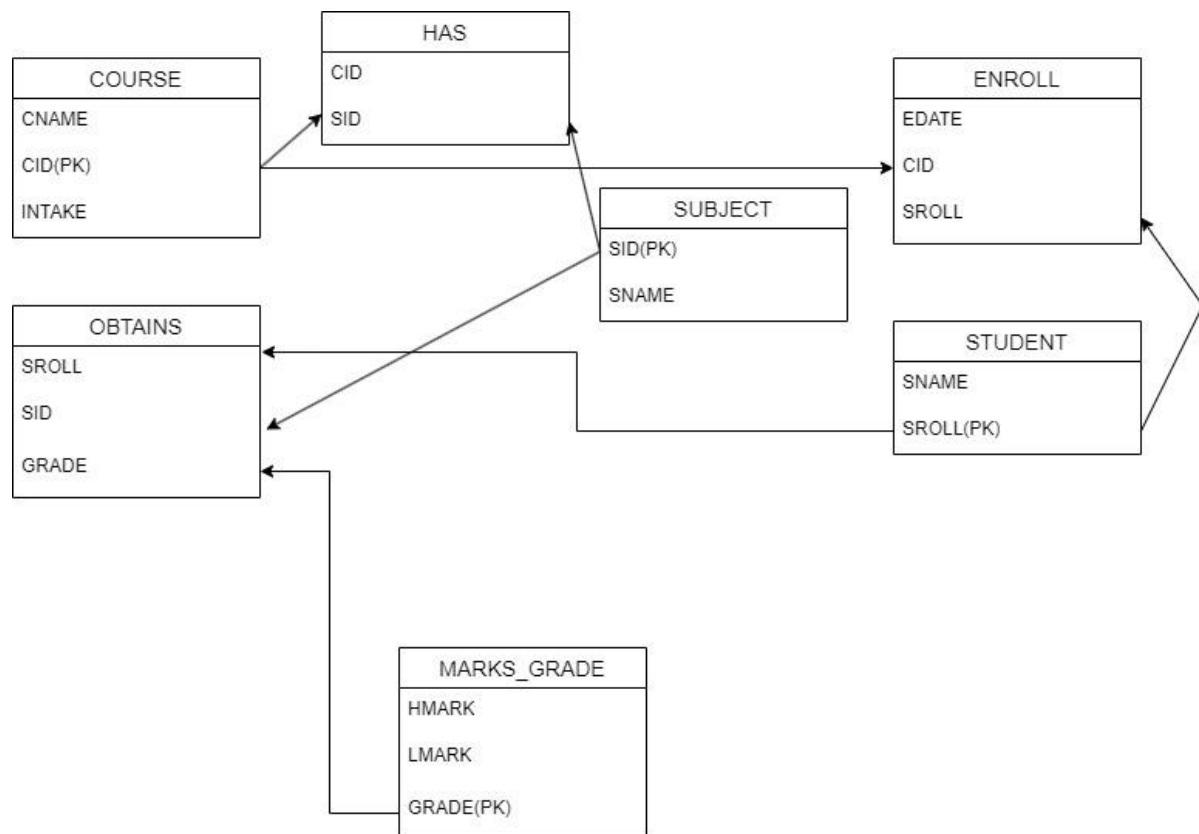 HAS
CID
SID
COURSE
CNAME
CID(PK)
INTAKE
ENROLL
EDATE
CID
SROLL
SUBJECT
SID(PK)
SNAME
OBTAINS
SROLL
SID
GRADE
STUDENT
SNAME
SROLL(PK)
MARKS_GRADE
HMARK
LMARK
GRADE(PK)